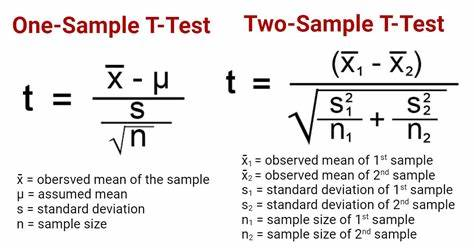 One-Sample T-Test
t = x̄ - μ
s
√n
x̄ = obersved mean of the sample
μ = assumed mean
s = standard deviation
n = sample size
Two-Sample T-Test
t = (x̄₁ - x̄₂)
√ s₁² / n₁ + s₂² / n₂
x̄₁ = observed mean of 1ˢᵗ sample
x̄₂ = observed mean of 2ⁿᵈ sample
s₁ = standard deviation of 1ˢᵗ sample
s₂ = standard deviation of 2ⁿᵈ sample
n₁ = sample size of 1ˢᵗ sample
n₂ = sample size of 2ⁿᵈ sample